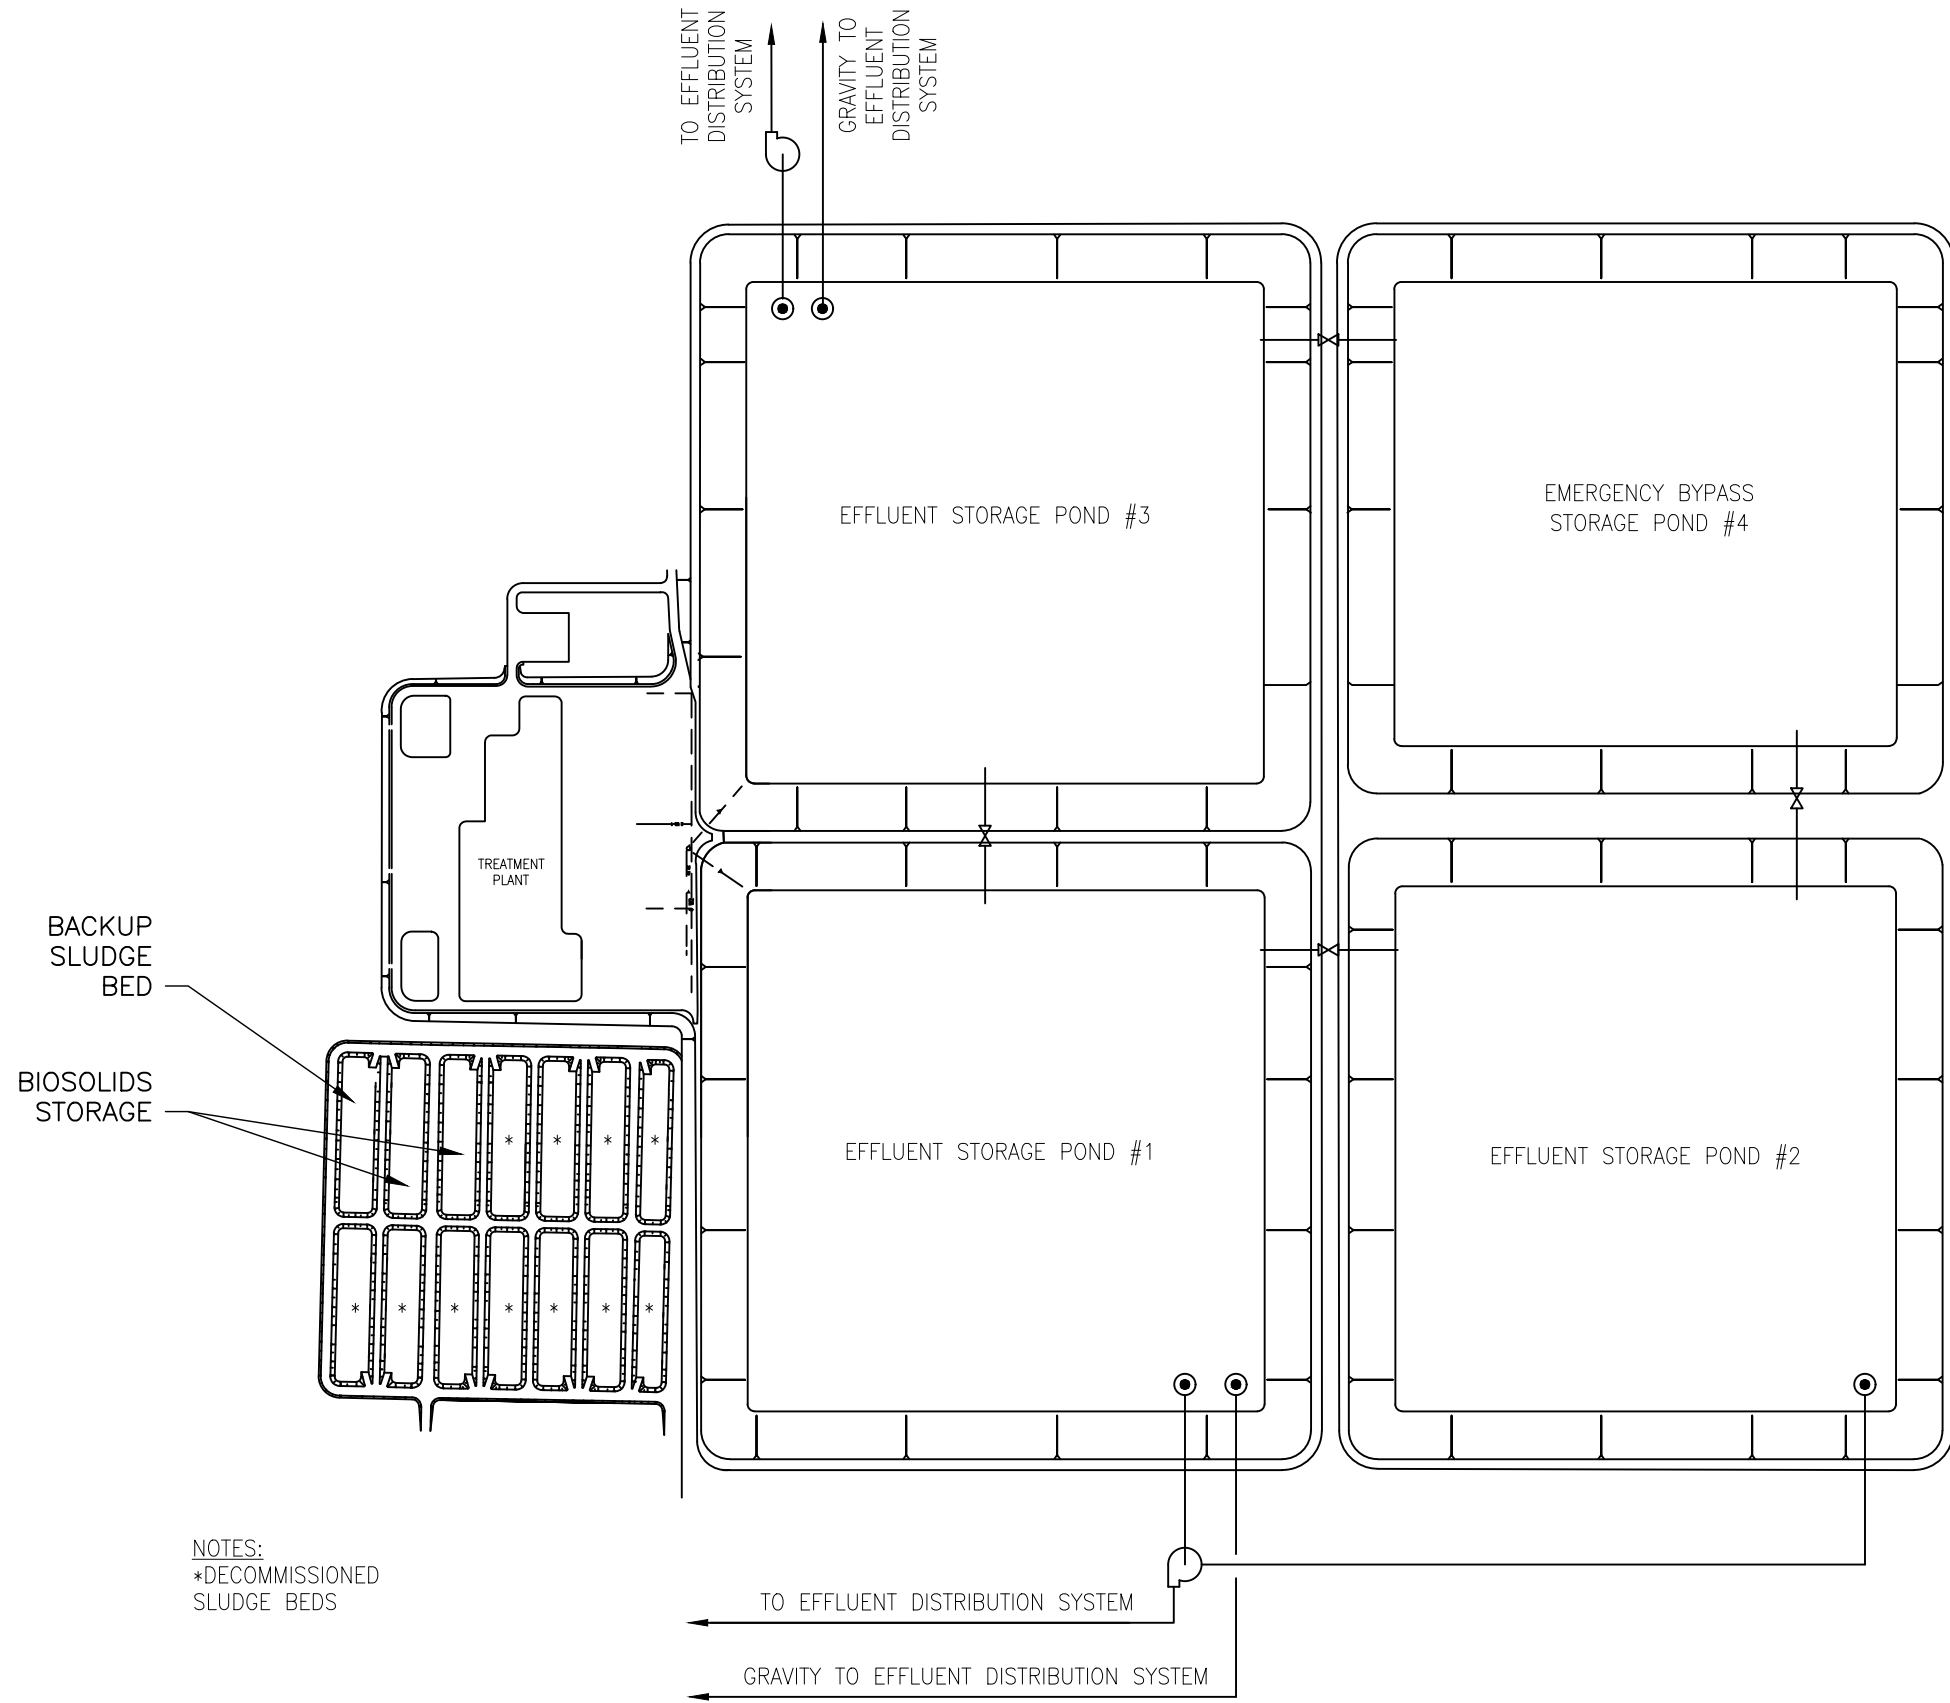 TO EFFLUENT
DISTRIBUTION
SYSTEM
GRAVITY TO
EFFLUENT
DISTRIBUTION
SYSTEM
EFFLUENT STORAGE POND #3
EMERGENCY BYPASS
STORAGE POND #4
TREATMENT
PLANT
BACKUP
SLUDGE
BED
BIOSOLIDS
STORAGE
* * * *
EFFLUENT STORAGE POND #1
EFFLUENT STORAGE POND #2
* * * * * * *
NOTES:
*DECOMMISSIONED
SLUDGE BEDS
TO EFFLUENT DISTRIBUTION SYSTEM
GRAVITY TO EFFLUENT DISTRIBUTION SYSTEM